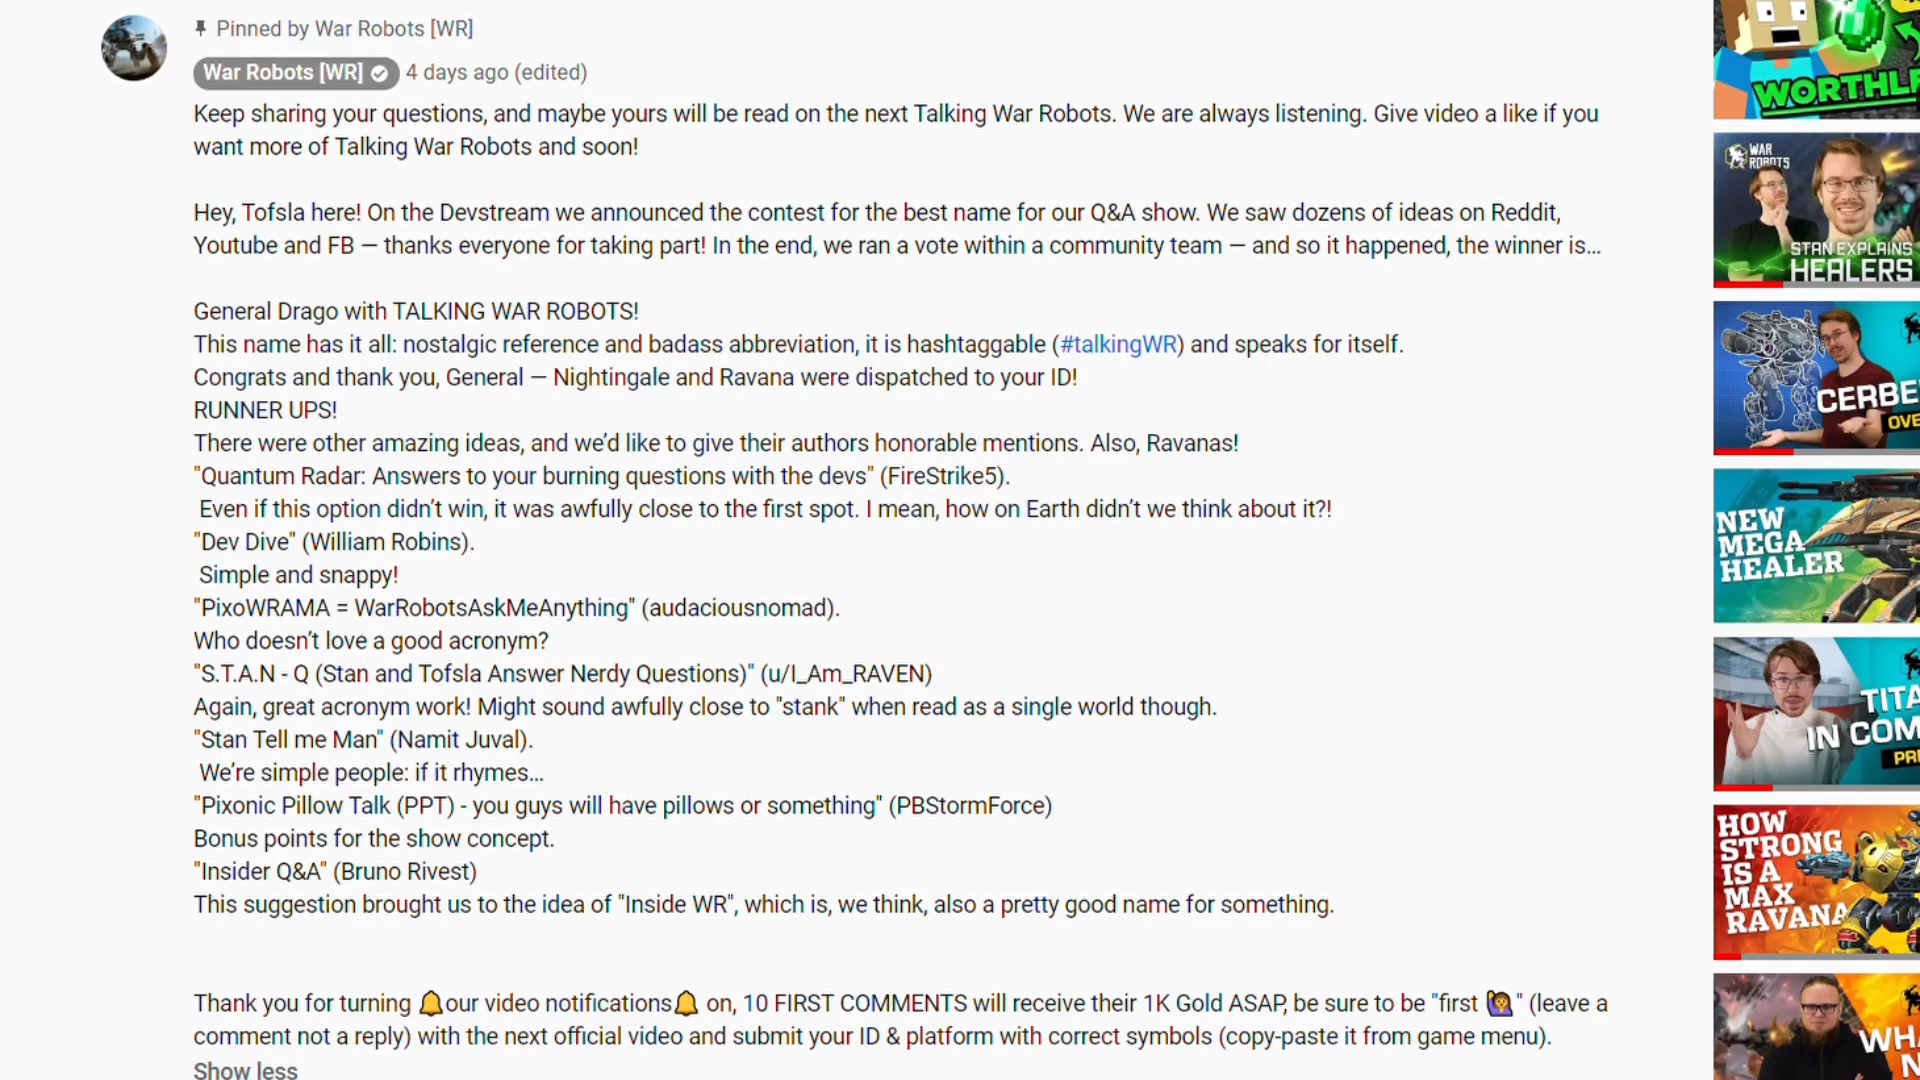 Pinned by War Robots [WR]
War Robots [WR] 4 days ago (edited)
Keep sharing your questions, and maybe yours will be read on the next Talking War Robots. We are always listening. Give video a like if you
want more of Talking War Robots and soon!
Hey, Tofsla here! On the Devstream we announced the contest for the best name for our Q&A show. We saw dozens of ideas on Reddit,
Youtube and FB — thanks everyone for taking part! In the end, we ran a vote within a community team — and so it happened, the winner is...
General Drago with TALKING WAR ROBOTS!
This name has it all: nostalgic reference and badass abbreviation, it is hashtaggable (#talkingWR) and speaks for itself.
Congrats and thank you, General — Nightingale and Ravana were dispatched to your ID!
RUNNER UPS!
There were other amazing ideas, and we’d like to give their authors honorable mentions. Also, Ravanas!
"Quantum Radar: Answers to your burning questions with the devs" (FireStrike5).
Even if this option didn’t win, it was awfully close to the first spot. I mean, how on Earth didn’t we think about it?!
"Dev Dive" (William Robins).
Simple and snappy!
"PixoWRAMA = WarRobotsAskMeAnything" (audaciousnomad).
Who doesn’t love a good acronym?
"S.T.A.N - Q (Stan and Tofsla Answer Nerdy Questions)" (u/I_Am_RAVEN)
Again, great acronym work! Might sound awfully close to "stank" when read as a single world though.
"Stan Tell me Man" (Namit Juval).
We’re simple people: if it rhymes...
"Pixonic Pillow Talk (PPT) - you guys will have pillows or something" (PBStormForce)
Bonus points for the show concept.
"Insider Q&A" (Bruno Rivest)
This suggestion brought us to the idea of "Inside WR", which is, we think, also a pretty good name for something.
Thank you for turning 🔔our video notifications🔔 on, 10 FIRST COMMENTS will receive their 1K Gold ASAP, be sure to be "first 🙋" (leave a
comment not a reply) with the next official video and submit your ID & platform with correct symbols (copy-paste it from game menu).
Show less
WORTHL
WAR
ROBOTS
STAN EXPLAINS
HEALERS
CERBE
OVE
NEW
MEGA
HEALER
TITA
IN COM
PR
HOW
STRONG
IS A
MAX
RAVANA
WHA
N